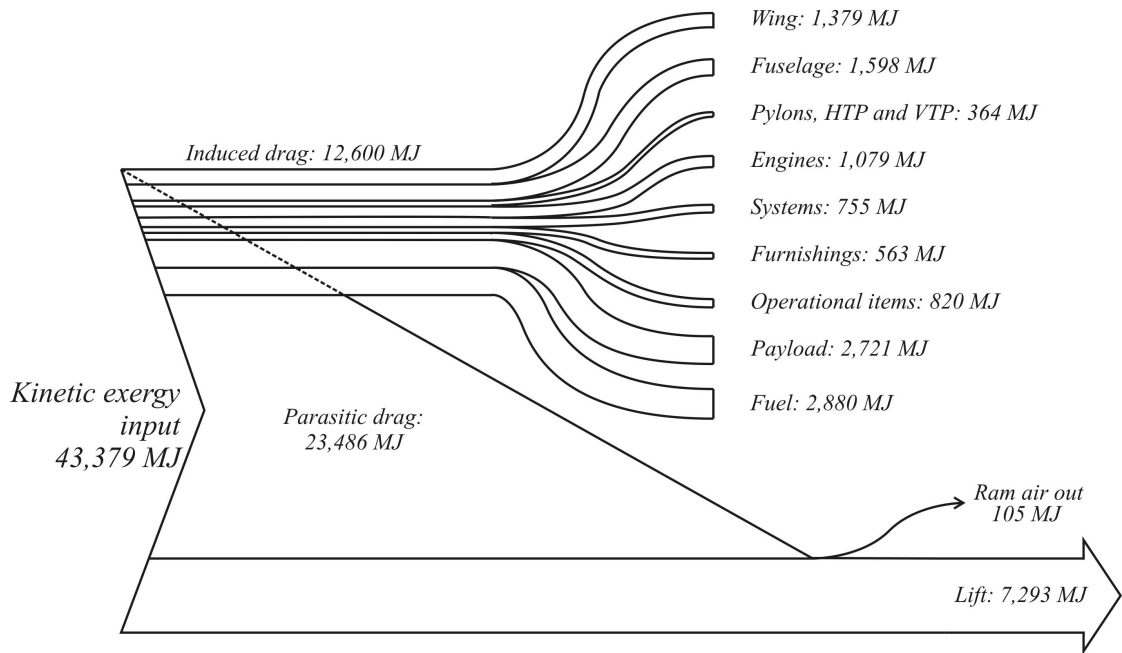 Wing: 1,379 MJ
Fuselage: 1,598 MJ
Pylons, HTP and VTP: 364 MJ
Induced drag: 12,600 MJ
Engines: 1,079 MJ
Systems: 755 MJ
Furnishings: 563 MJ
Operational items: 820 MJ
Payload: 2,721 MJ
Fuel: 2,880 MJ
Kinetic exergy
input
43,379 MJ
Parasitic drag:
23,486 MJ
Ram air out
105 MJ
Lift: 7,293 MJ